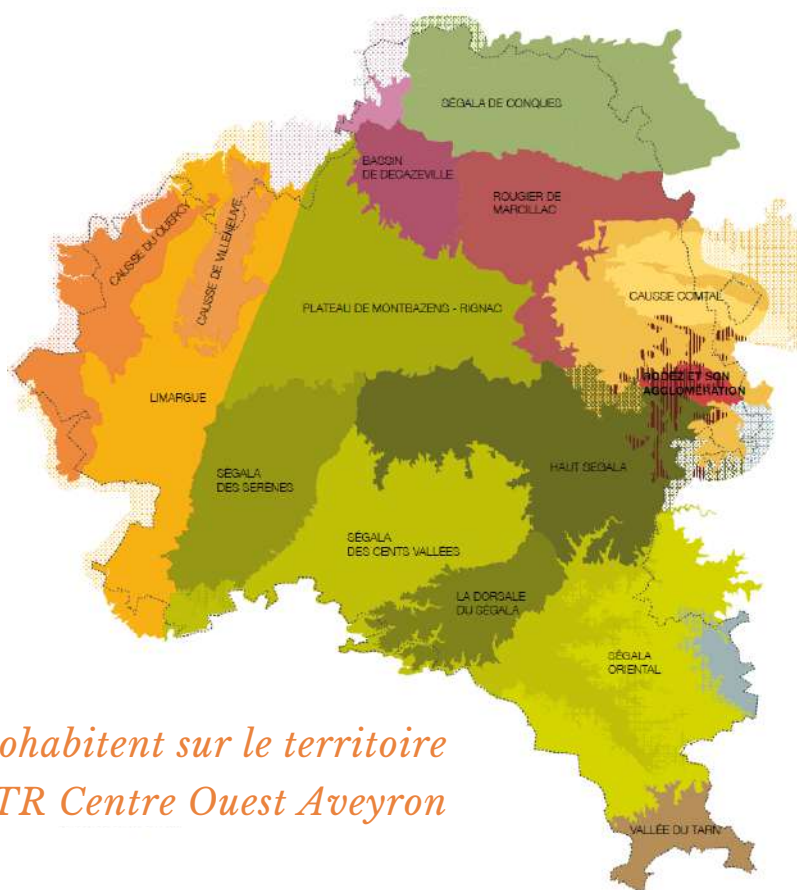 SÉGALA DE CONQUES
BASSIN
DE DECAZEVILLE
ROUGIER DE
MARCILLAC
CAUSSE DU QUERCY
CAUSSE DE VILLENEUVE
CAUSSE COMTAL
PLATEAU DE MONTBAZENS - RIGNAC
RODEZ ET SON
AGGLOMÉRATION
LIMARGUE
HAUT SÉGALA
SÉGALA
DES SERÈNES
SÉGALA
DES CENTS VALLÉES
LA DORSALE
DU SÉGALA
SÉGALA
ORIENTAL
ohabitent sur le territoire
TR Centre Ouest Aveyron
VALLÉE DU TARN